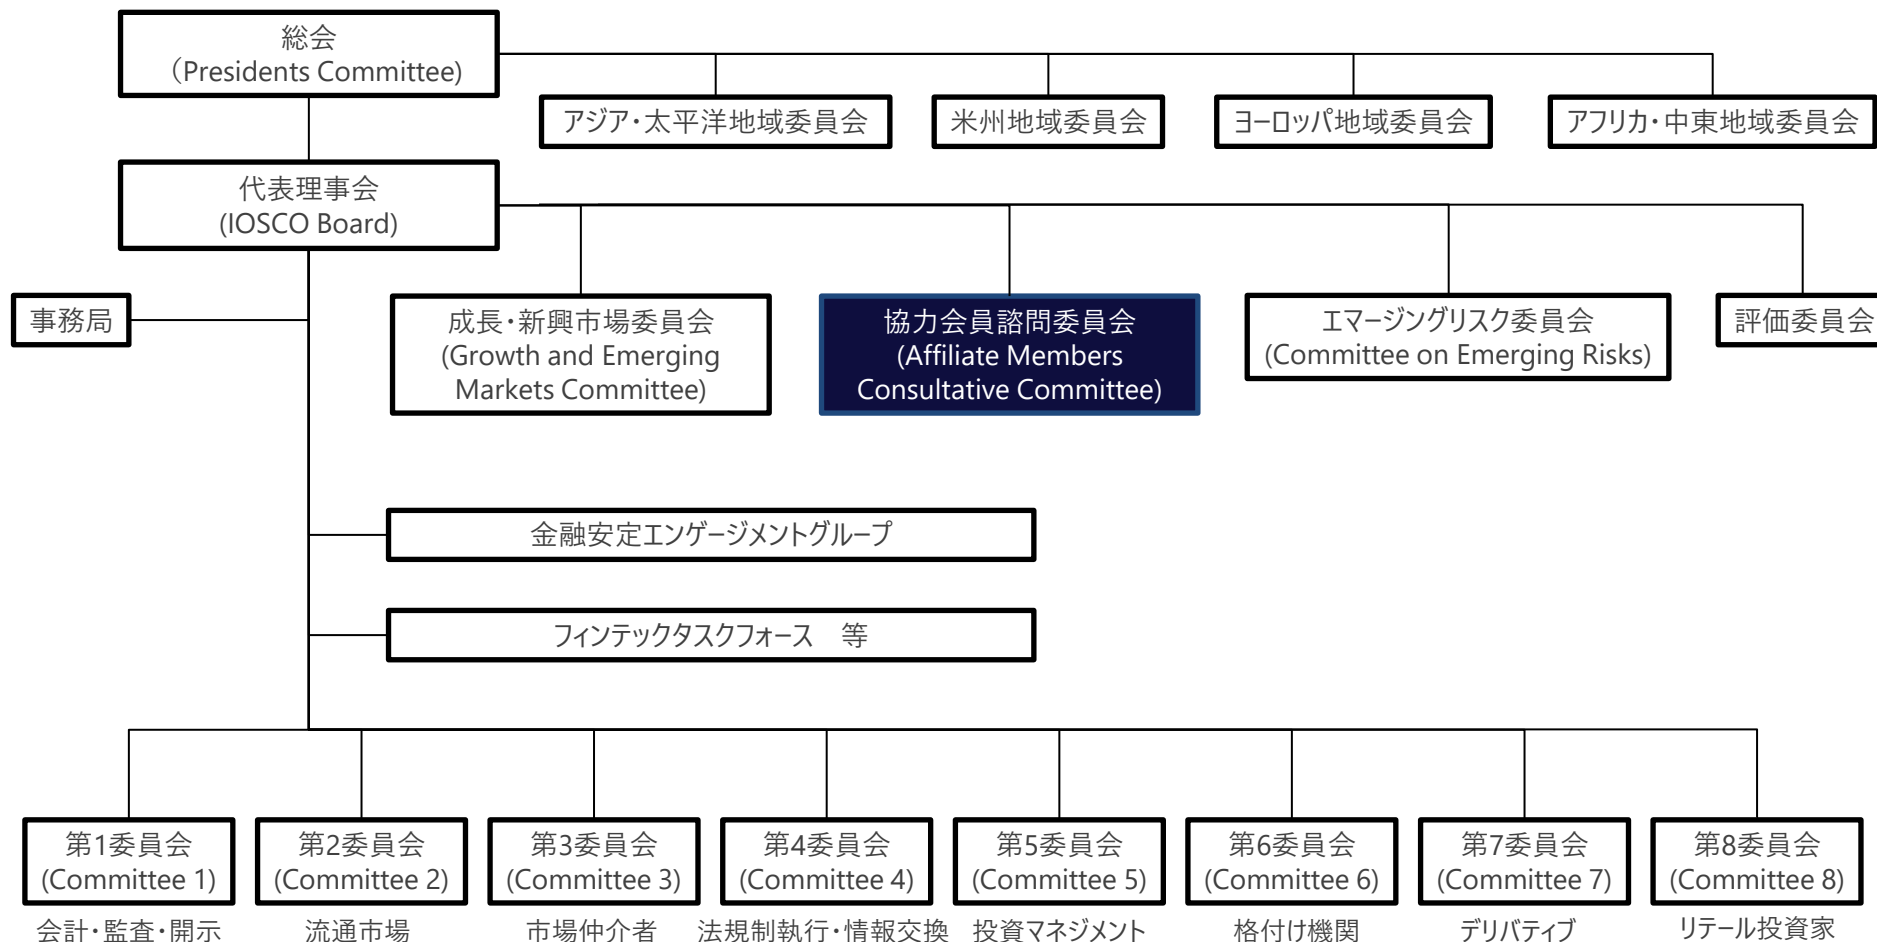 総会
(Presidents Committee)
アジア・太平洋地域委員会
米州地域委員会
ヨーロッパ地域委員会
アフリカ・中東地域委員会
代表理事会
(IOSCO Board)
事務局
成長・新興市場委員会
(Growth and Emerging
Markets Committee)
協力会員諮問委員会
(Affiliate Members
Consultative Committee)
エマージングリスク委員会
(Committee on Emerging Risks)
評価委員会
金融安定エンゲージメントグループ
フィンテックタスクフォース　等
第1委員会
(Committee 1)
第2委員会
(Committee 2)
第3委員会
(Committee 3)
第4委員会
(Committee 4)
第5委員会
(Committee 5)
第6委員会
(Committee 6)
第7委員会
(Committee 7)
第8委員会
(Committee 8)
会計・監査・開示
流通市場
市場仲介者
法規制執行・情報交換
投資マネジメント
格付け機関
デリバティブ
リテール投資家